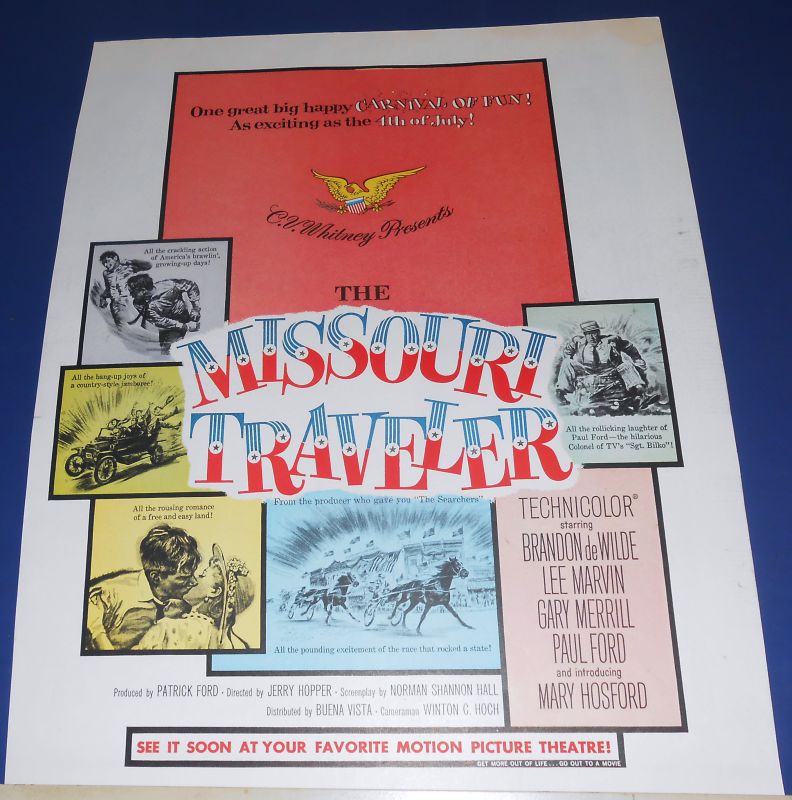 One great big happy CARNIVAL OF FUN!
As exciting as the 4th of July!
C.V. Whitney Presents
THE
MISSOURI
TRAVELER
All the crackling action
of America's brawlin',
growing-up days!
All the bang-up joys of
a country-style jamboree!
All the rollicking laughter of
Paul Ford—the hilarious
Colonel of TV's "Sgt. Bilko"!
All the rousing romance
of a free and easy land!
From the producer who gave you "The Searchers"
All the pounding excitement of the race that rocked a state!
TECHNICOLOR®
starring
BRANDON deWILDE
LEE MARVIN
GARY MERRILL
PAUL FORD
and introducing
MARY HOSFORD
Produced by PATRICK FORD · Directed by JERRY HOPPER · Screenplay by NORMAN SHANNON HALL
Distributed by BUENA VISTA · Cameraman WINTON C. HOCH
SEE IT SOON AT YOUR FAVORITE MOTION PICTURE THEATRE!
GET MORE OUT OF LIFE...GO OUT TO A MOVIE